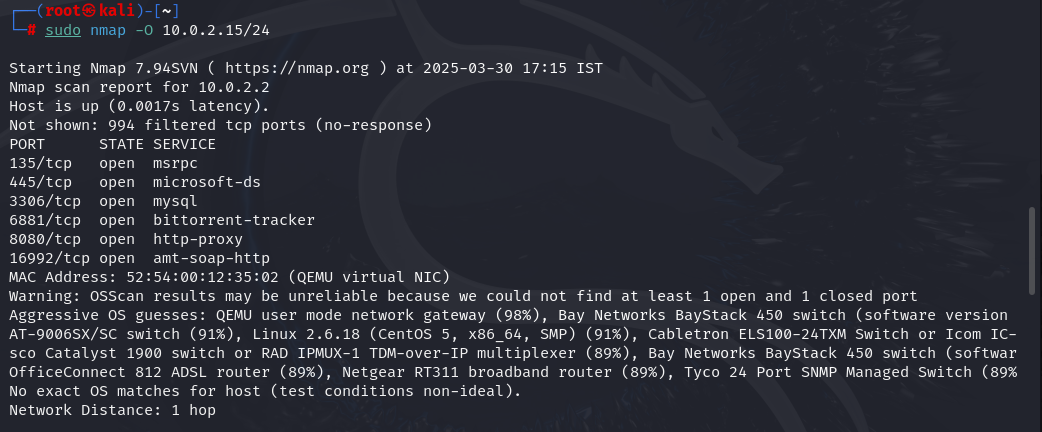 ┌──(root㉿kali)-[~]
└─# sudo nmap -O 10.0.2.15/24
Starting Nmap 7.94SVN ( https://nmap.org ) at 2025-03-30 17:15 IST
Nmap scan report for 10.0.2.2
Host is up (0.0017s latency).
Not shown: 994 filtered tcp ports (no-response)
PORT      STATE SERVICE
135/tcp   open  msrpc
445/tcp   open  microsoft-ds
3306/tcp  open  mysql
6881/tcp  open  bittorrent-tracker
8080/tcp  open  http-proxy
16992/tcp open  amt-soap-http
MAC Address: 52:54:00:12:35:02 (QEMU virtual NIC)
Warning: OSScan results may be unreliable because we could not find at least 1 open and 1 closed port
Aggressive OS guesses: QEMU user mode network gateway (98%), Bay Networks BayStack 450 switch (software version
AT-9006SX/SC switch (91%), Linux 2.6.18 (CentOS 5, x86_64, SMP) (91%), Cabletron ELS100-24TXM Switch or Icom IC-
sco Catalyst 1900 switch or RAD IPMUX-1 TDM-over-IP multiplexer (89%), Bay Networks BayStack 450 switch (softwar
OfficeConnect 812 ADSL router (89%), Netgear RT311 broadband router (89%), Tyco 24 Port SNMP Managed Switch (89%
No exact OS matches for host (test conditions non-ideal).
Network Distance: 1 hop